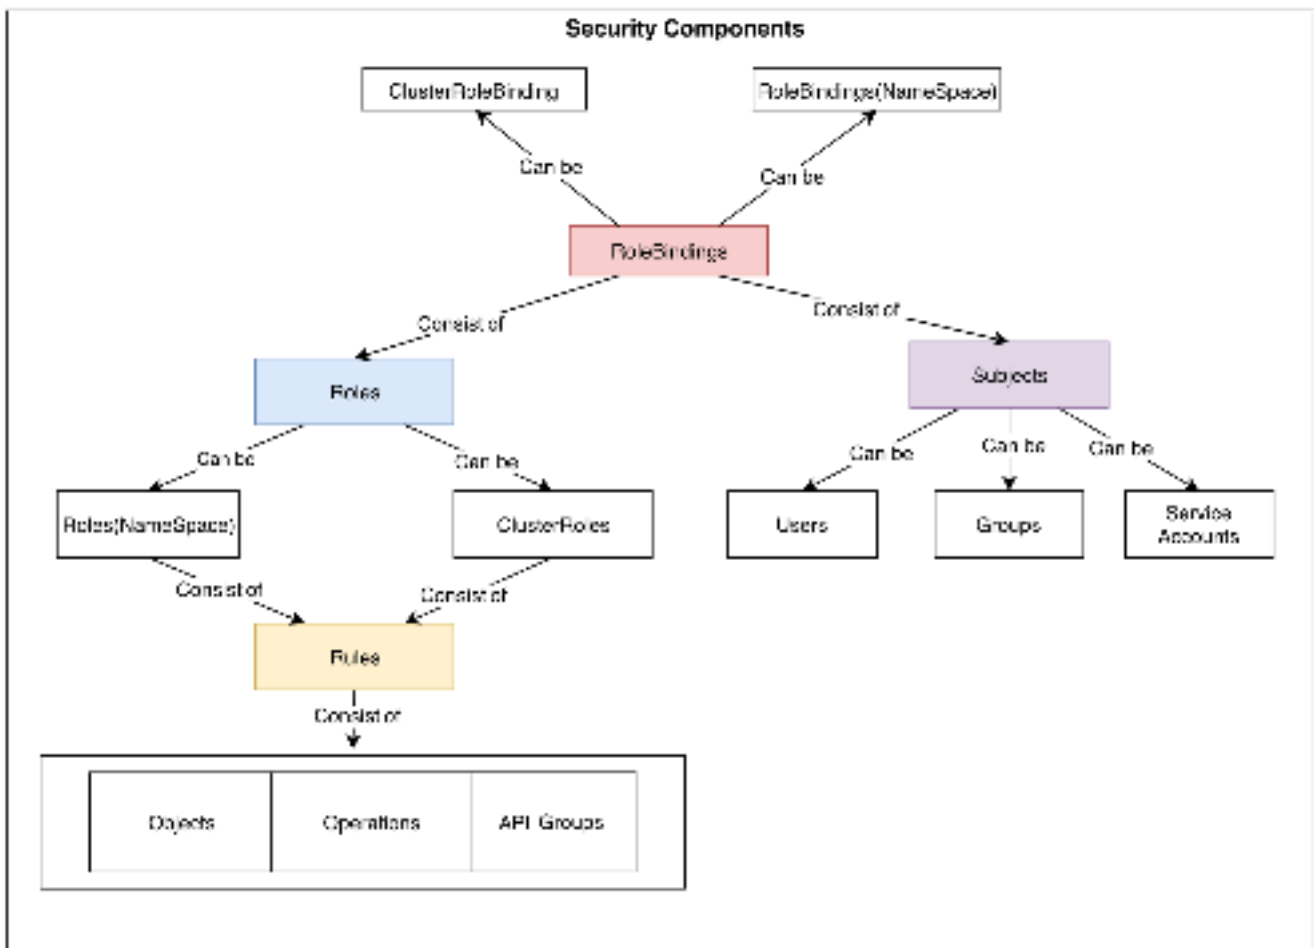 Security Components
ClusterRoleBinding
RoleBindings(NameSpace)
Can be
Can be
RoleBindings
Consist of
Consist of
Roles
Subjects
Can be
Can be
Can be
Can be
Can be
Roles(NameSpace)
ClusterRoles
Users
Groups
Service
Accounts
Consist of
Consist of
Rules
Consist of
Objects
Operations
API Groups